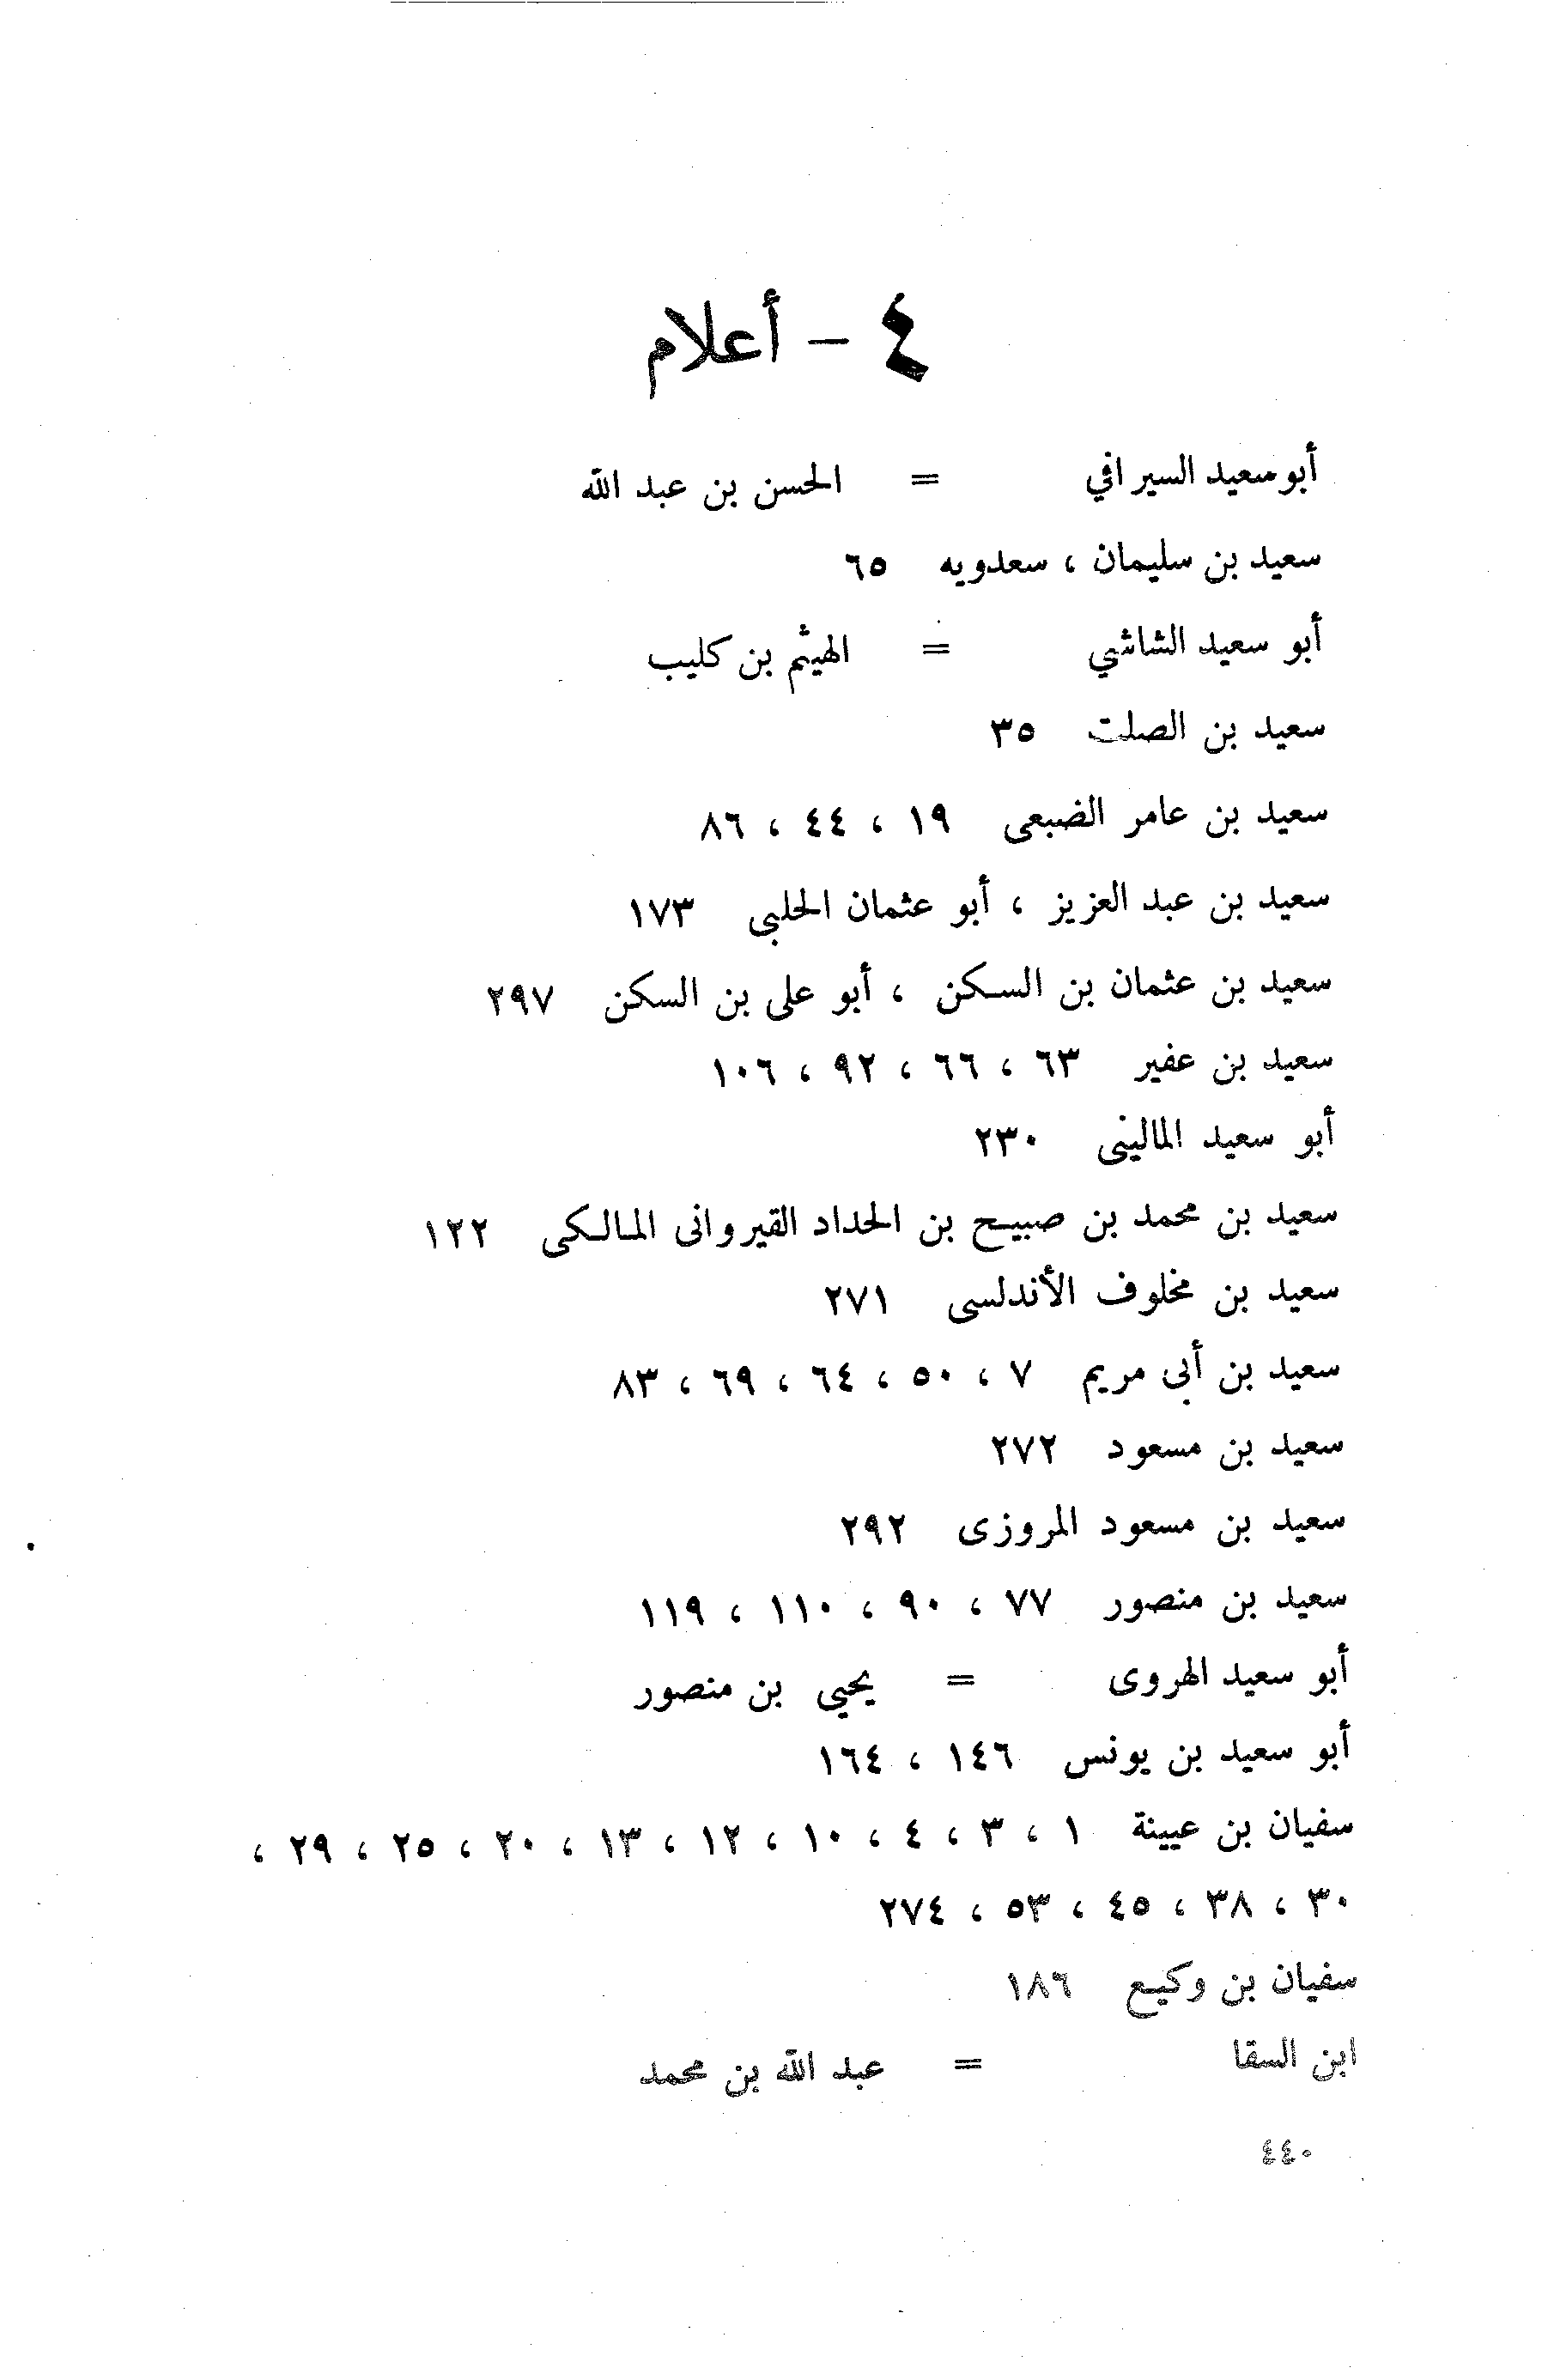 ٤ - أعلام
أبو سعيد السيرافي = الحسن بن عبد الله
سعيد بن سليمان ، سعدويه ٦٥
أبو سعيد الشاشي = الهيثم بن كليب
سعيد بن الصلت ٣٥
سعيد بن عامر الضبعى ١٩ ، ٤٤ ، ٨٦
سعيد بن عبد العزيز ، أبو عثمان الحلبى ١٧٣
سعيد بن عثمان بن السكن ، أبو على بن السكن ٢٩٧
سعيد بن عفير ٦٣ ، ٦٦ ، ٩٢ ، ١٠٦
أبو سعيد المالينى ٢٣٠
سعيد بن محمد بن صبيح بن الحداد القيروانى المالكى ١٢٢
سعيد بن مخلوف الأندلسى ٢٧١
سعيد بن أبى مريم ٧ ، ٥٠ ، ٦٤ ، ٦٩ ، ٨٣
سعيد بن مسعود ٢٧٢
سعيد بن مسعود المروزى ٢٩٢
سعيد بن منصور ٧٧ ، ٩٠ ، ١١٠ ، ١١٩
أبو سعيد الهروى = يحيى بن منصور
أبو سعيد بن يونس ١٤٦ ، ١٦٤
سفيان بن عيينة ١ ، ٣ ، ٤ ، ١٠ ، ١٢ ، ١٣ ، ٢٠ ، ٢٥ ، ٢٩ ،
٣٠ ، ٣٨ ، ٤٥ ، ٥٣ ، ٢٧٤
سفيان بن وكيع ١٨٦
ابن السقا = عبد الله بن محمد
٤٤٠